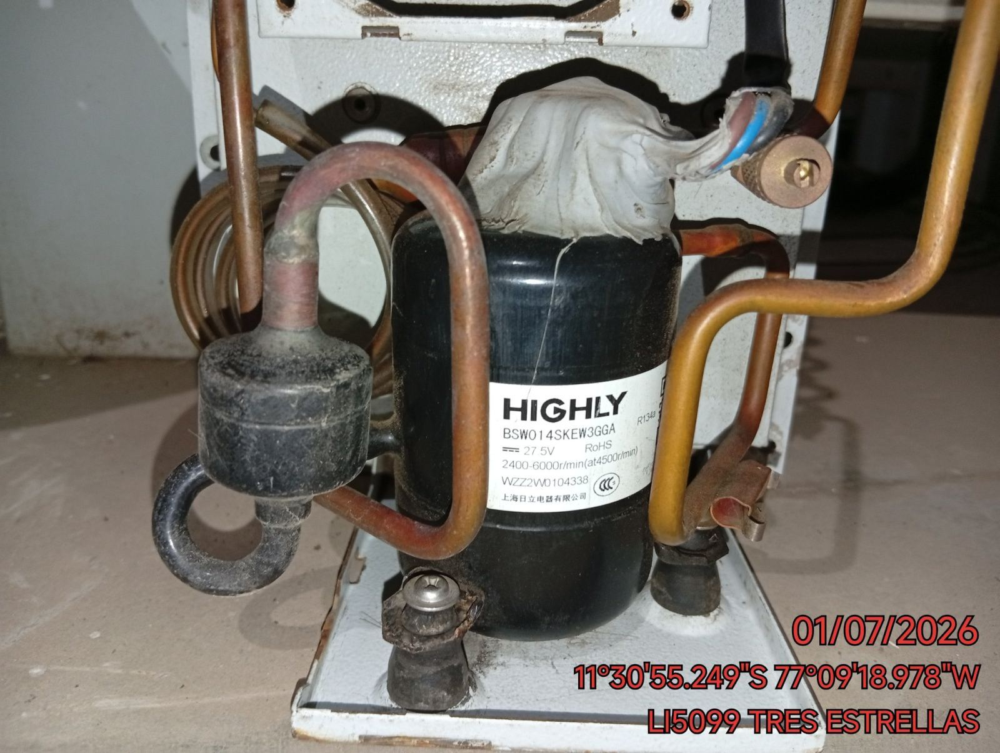 HIGHLY
R134a
BSW014SKEW3GGA
27.5V RoHS
2400-6000r/min(at4500r/min)
WZZ2W0104338
CCC S
上海日立电器有限公司
01/07/2026
11°30'55.249"S 77°09'18.978"W
LI5099 TRES ESTRELLAS